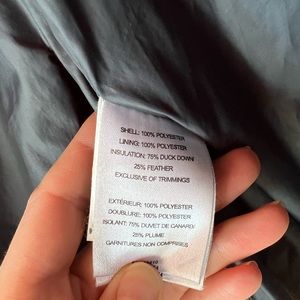 SHELL: 100% POLYESTER
LINING: 100% POLYESTER
INSULATION: 75% DUCK DOWN/
25% FEATHER
EXCLUSIVE OF TRIMMINGS
EXTÉRIEUR: 100% POLYESTER
DOUBLURE: 100% POLYESTER
ISOLANT: 75% DUVET DE CANARD/
25% PLUME
GARNITURES NON COMPRISES